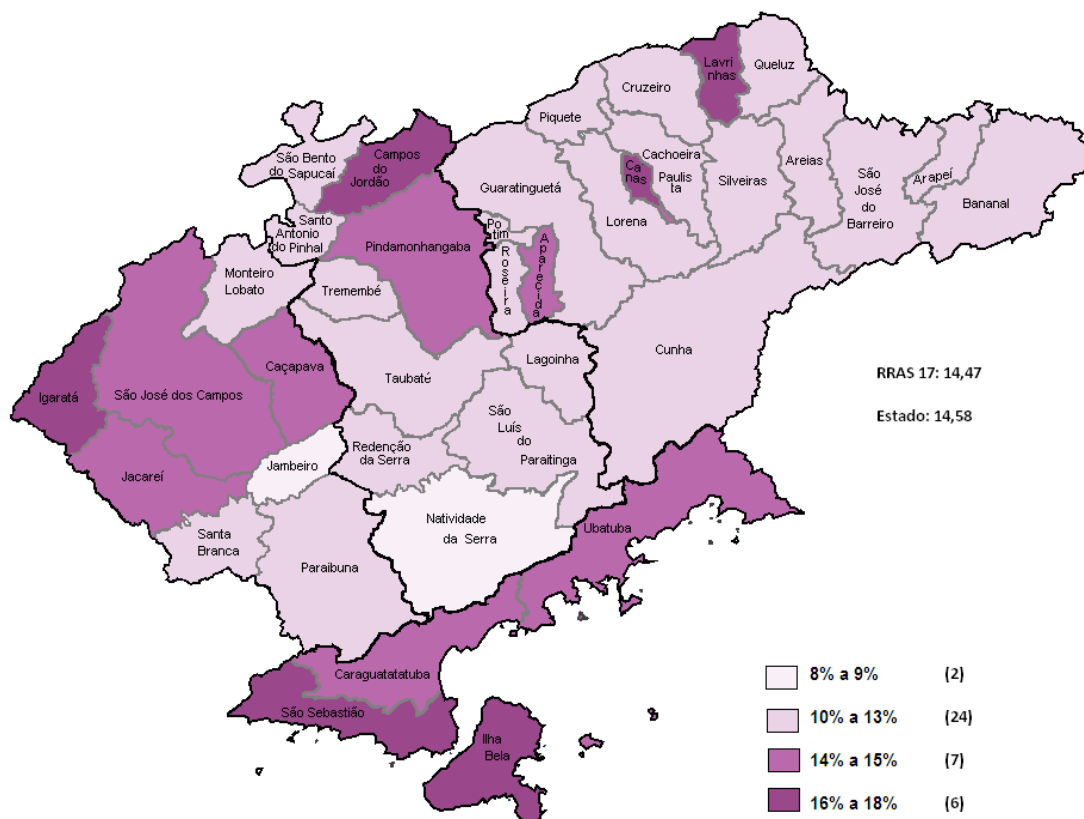 Lavri
nhas
Queluz
Cruzeiro
Piquete
São Bento
do
Sapucaí
Campos
do
Jordão
Cachoeira
Paulis
ta
Ca
nas
Silveiras
Areias
São
José
do
Barreiro
Arapeí
Bananal
Guaratinguetá
Lorena
Santo
Antonio
do Pinhal
Pindamonhangaba
Po
tim
Roseira
Aparecida
Monteiro
Lobato
Tremembé
Cunha
Lagoinha
Caçapava
Taubaté
Igaratá
São José dos Campos
São
Luís
do
Paraitinga
Redenção
da Serra
Jambeiro
Jacareí
Natividade
da Serra
Ubatuba
Santa
Branca
Paraibuna
Caraguatatatuba
São Sebastião
Ilha
Bela
RRAS 17: 14,47
Estado: 14,58
8% a 9% (2)
10% a 13% (24)
14% a 15% (7)
16% a 18% (6)